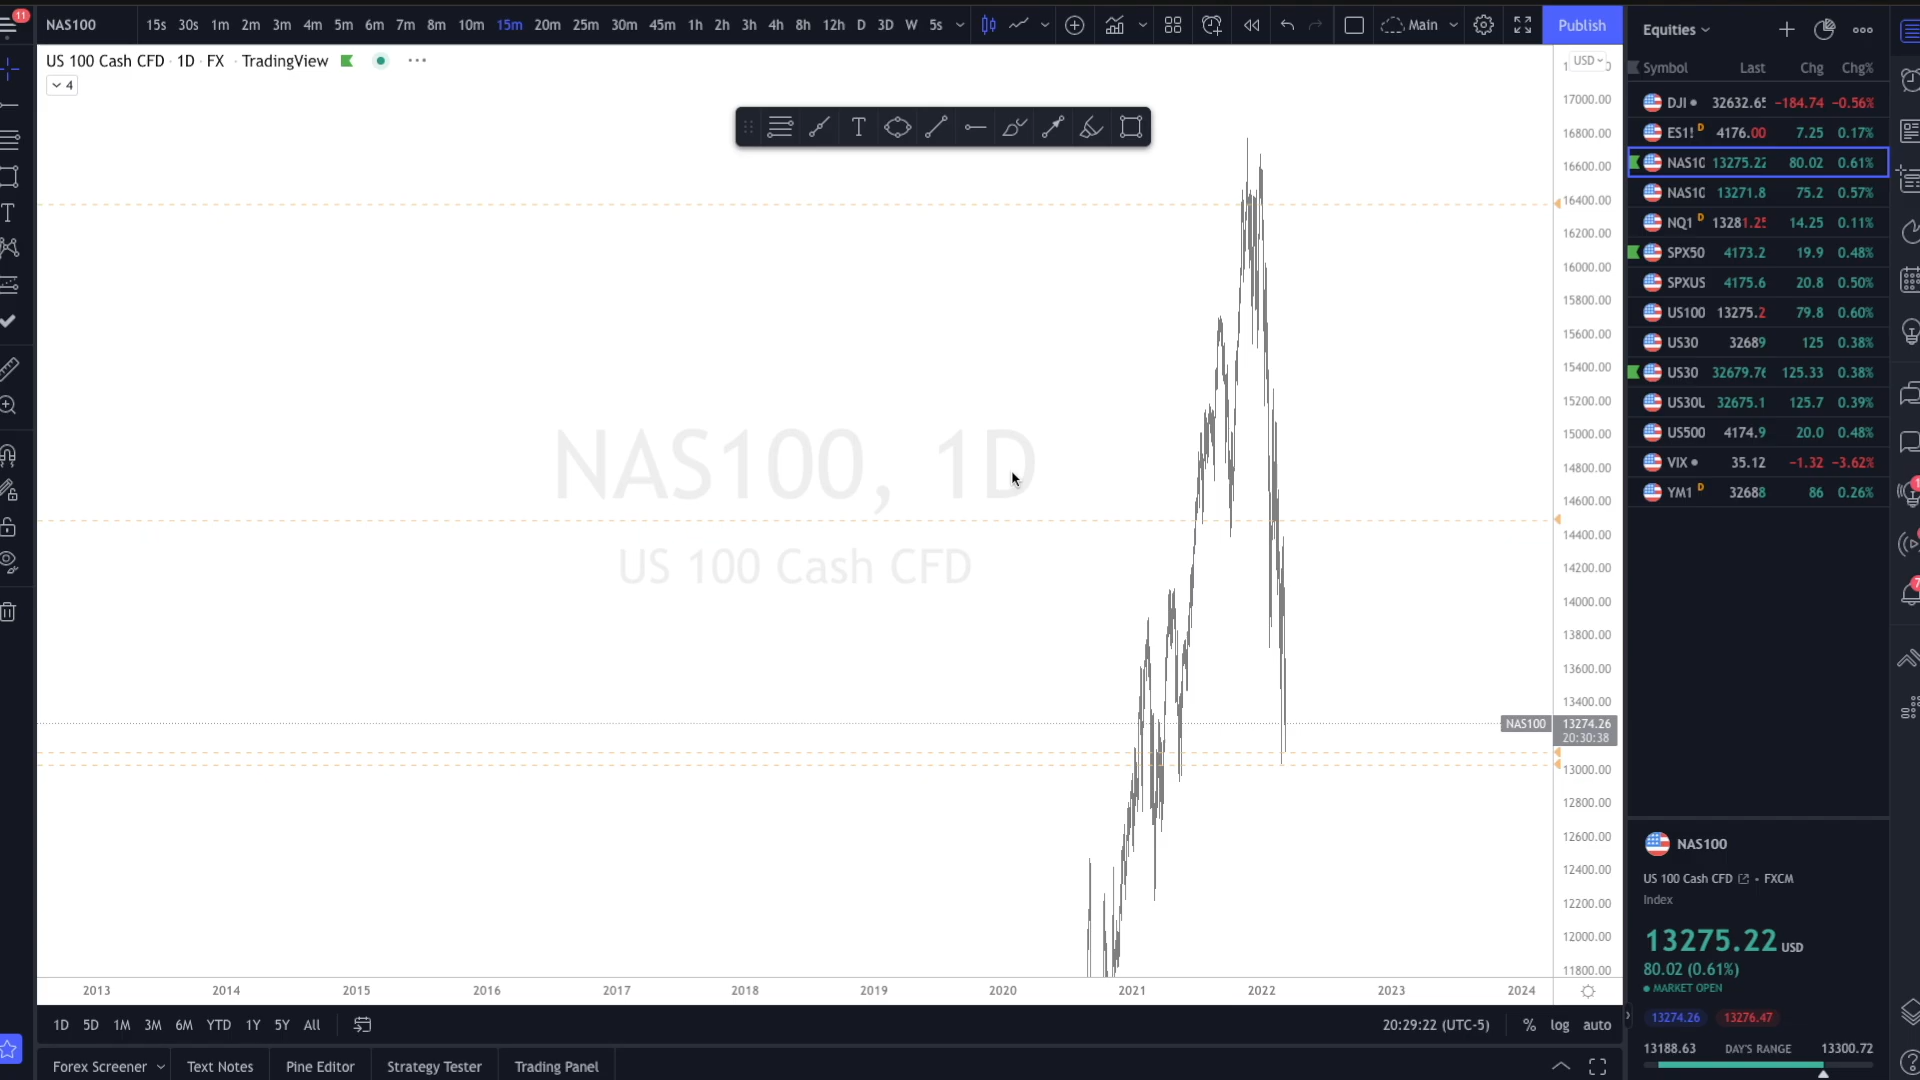 11
NAS100 15s 30s 1m 2m 3m 4m 5m 6m 7m 8m 10m 15m 20m 25m 30m 45m 1h 2h 3h 4h 8h 12h D 3D W 5s Main Publish
US 100 Cash CFD · 1D · FX · TradingView
4
T
NAS100, 1D
US 100 Cash CFD
USD
17000.00
16800.00
16600.00
16400.00
16200.00
16000.00
15800.00
15600.00
15400.00
15200.00
15000.00
14800.00
14600.00
14400.00
14200.00
14000.00
13800.00
13600.00
13400.00
NAS100 13274.26
20:30:38
13000.00
12800.00
12600.00
12400.00
12200.00
12000.00
11800.00
2013 2014 2015 2016 2017 2018 2019 2020 2021 2022 2023 2024
1D 5D 1M 3M 6M YTD 1Y 5Y All
20:29:22 (UTC-5) % log auto
Forex Screener Text Notes Pine Editor Strategy Tester Trading Panel
Equities
Symbol Last Chg Chg%
DJI 32632.65 −184.74 −0.56%
ES1! D 4176.00 7.25 0.17%
NAS10 13275.22 80.02 0.61%
NAS10 13271.8 75.2 0.57%
NQ1 D 13281.25 14.25 0.11%
SPX50 4173.2 19.9 0.48%
SPXUS 4175.6 20.8 0.50%
US100 13275.2 79.8 0.60%
US30 32689 125 0.38%
US30 32679.76 125.33 0.38%
US30U 32675.1 125.7 0.39%
US500 4174.9 20.0 0.48%
VIX 35.12 −1.32 −3.62%
YM1 D 32688 86 0.26%
NAS100
US 100 Cash CFD • FXCM
Index
13275.22 USD
80.02 (0.61%)
MARKET OPEN
13274.26 13276.47
13188.63 DAY'S RANGE 13300.72